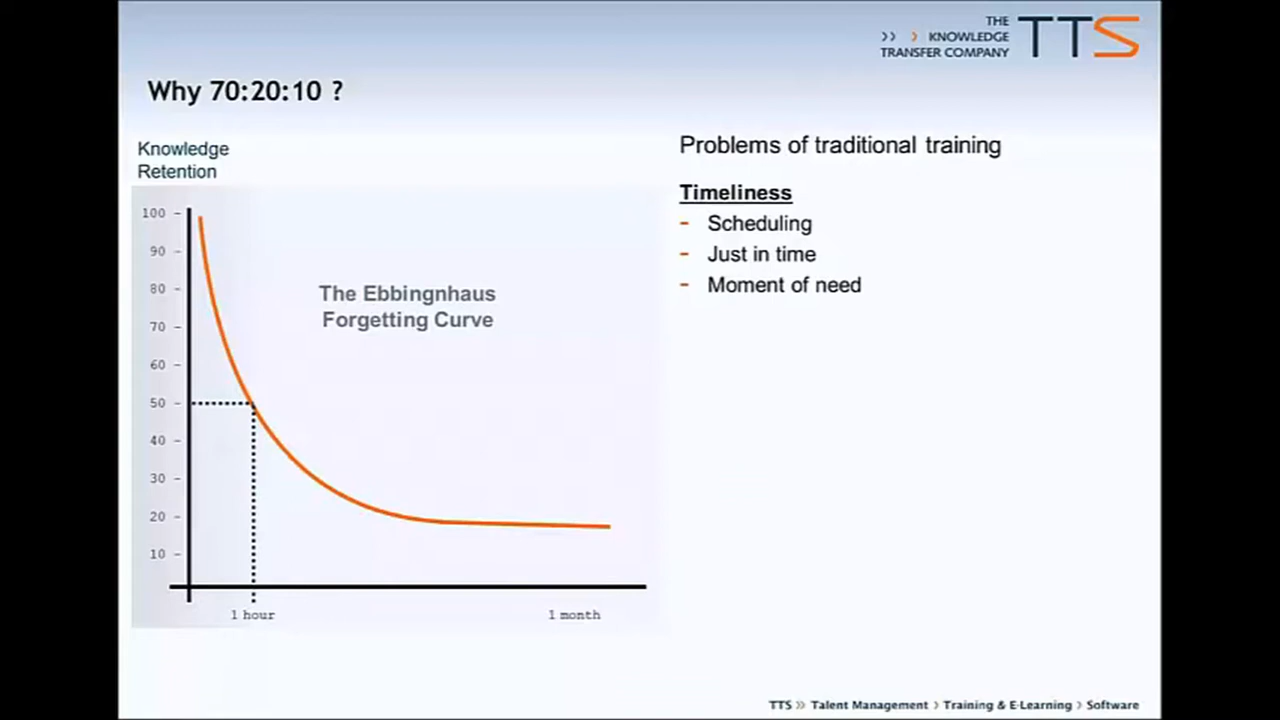 THE
›› › KNOWLEDGE
TRANSFER COMPANY
TTS
Why 70:20:10 ?
Knowledge
Retention
100
90
80
70
60
50
40
30
20
10
The Ebbingnhaus
Forgetting Curve
1 hour
1 month
Problems of traditional training
Timeliness
- Scheduling
- Just in time
- Moment of need
TTS ›› Talent Management › Training & E-Learning › Software